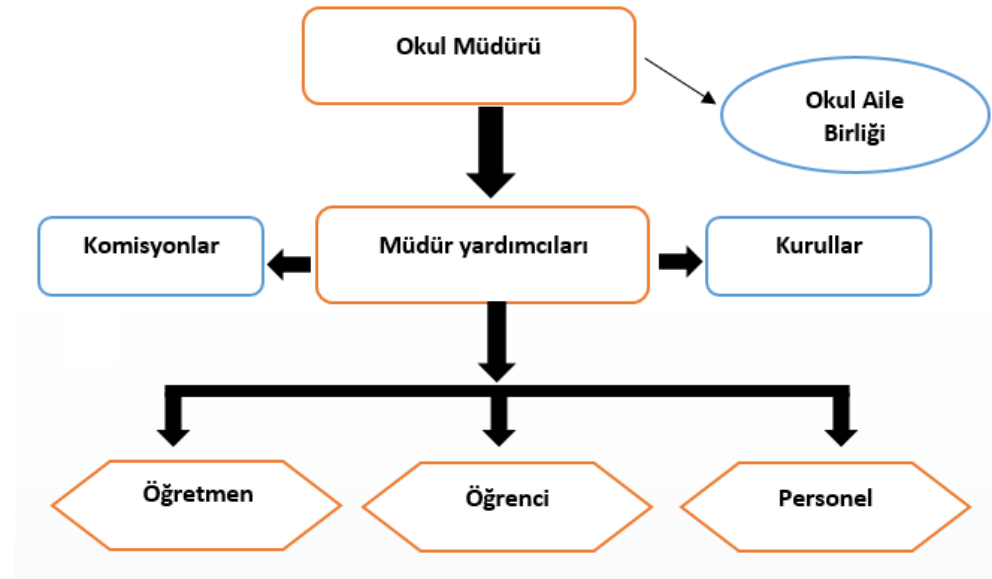 Okul Müdürü
Okul Aile
Birliği
Komisyonlar
Müdür yardımcıları
Kurullar
Öğretmen
Öğrenci
Personel